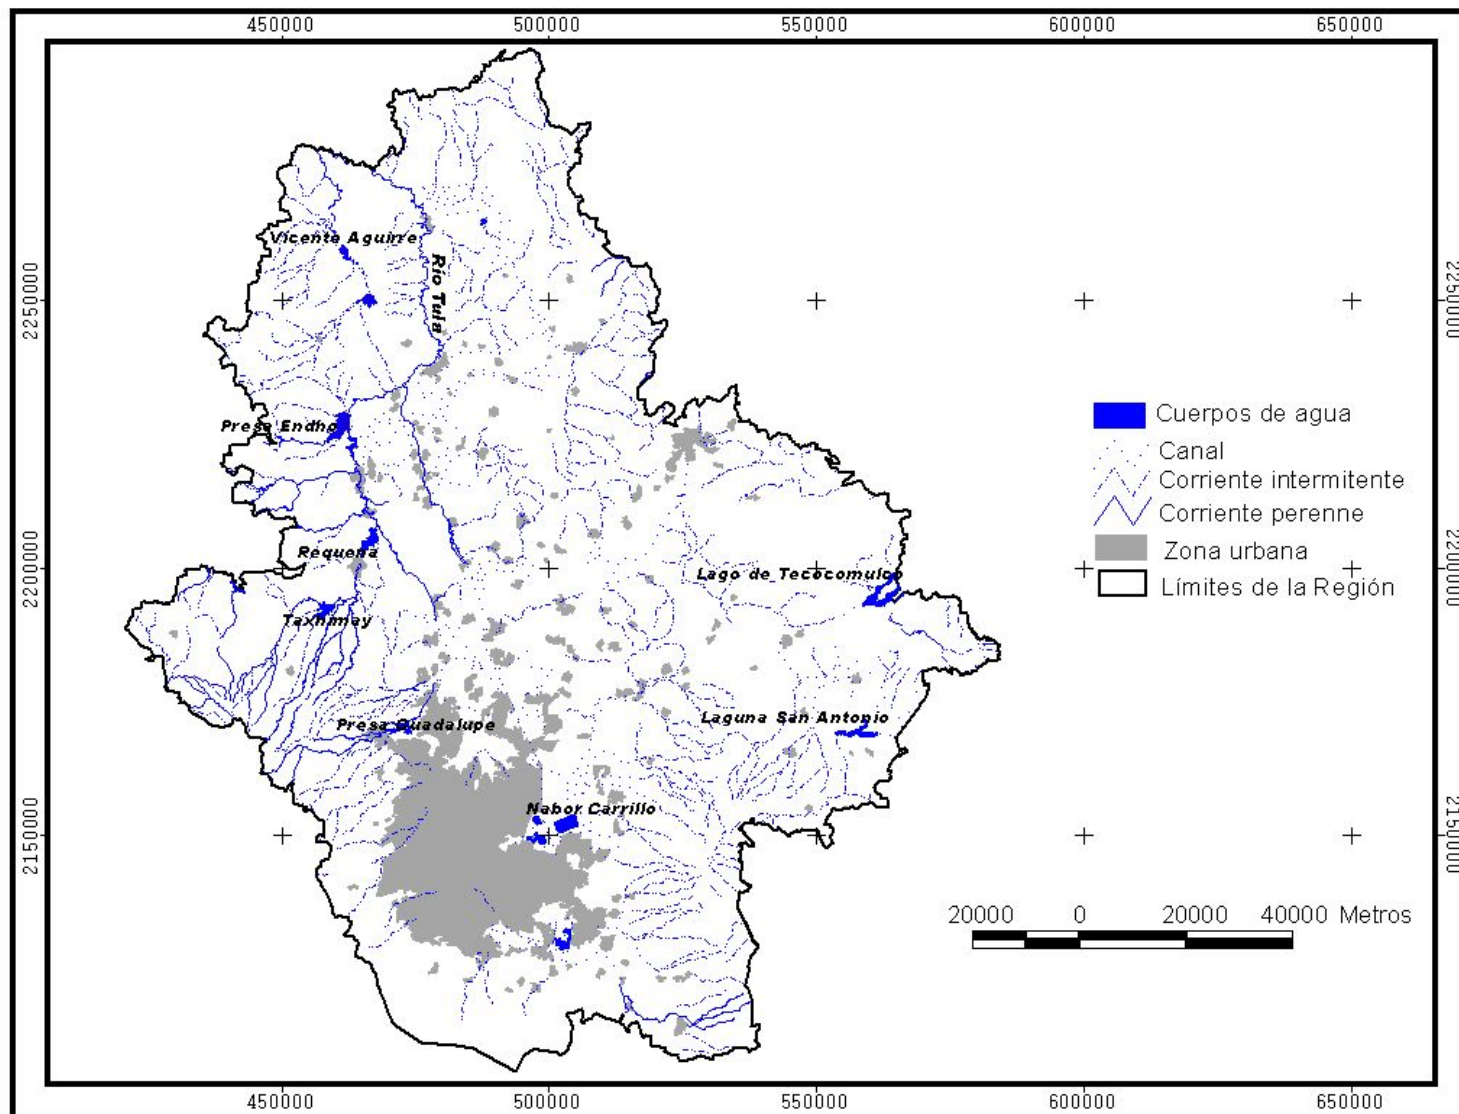 450000 500000 550000 600000 650000
Vicente Aguirre
Río Tula
2250000
2250000
Cuerpos de agua
Presa Endho
Canal
Corriente intermitente
Corriente perenne
Requena
Zona urbana
2200000
2200000
Lago de Tecocomulco
Límites de la Región
Taxhimay
Presa Guadalupe
Laguna San Antonio
Nabor Carrillo
2150000
2150000
20000 0 20000 40000 Metros
450000 500000 550000 600000 650000